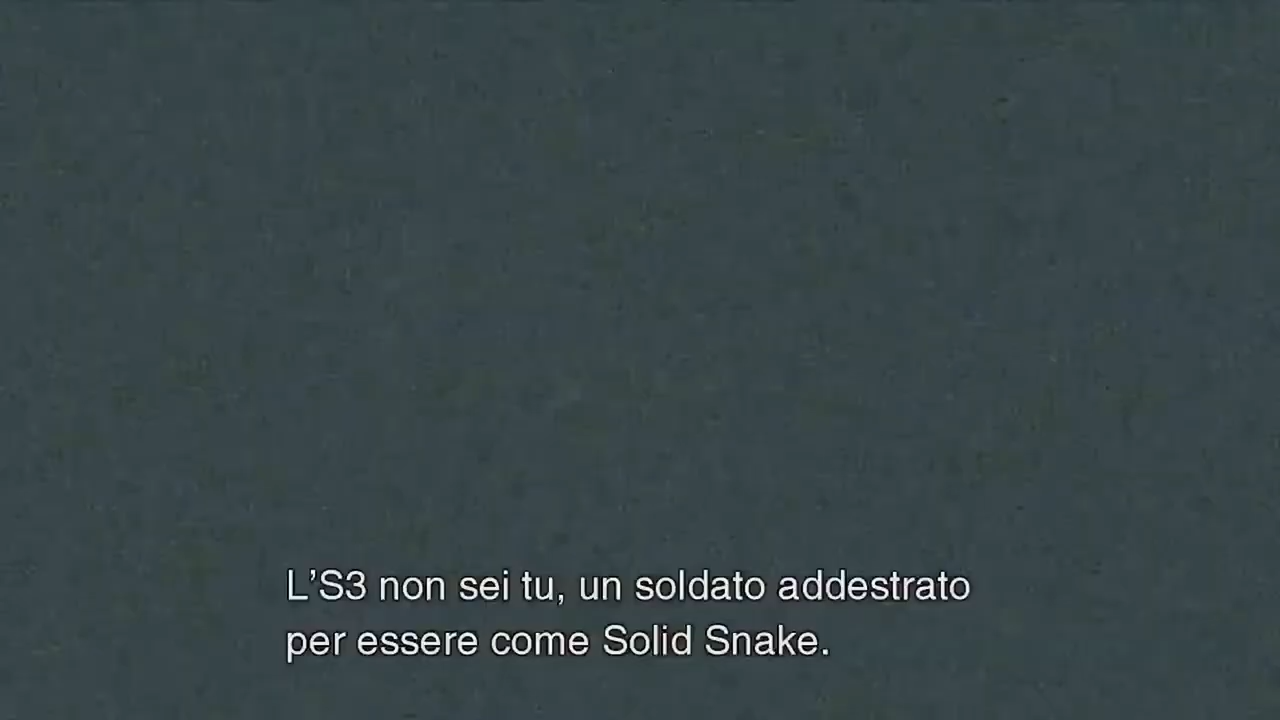 L’S3 non sei tu, un soldato addestrato
per essere come Solid Snake.